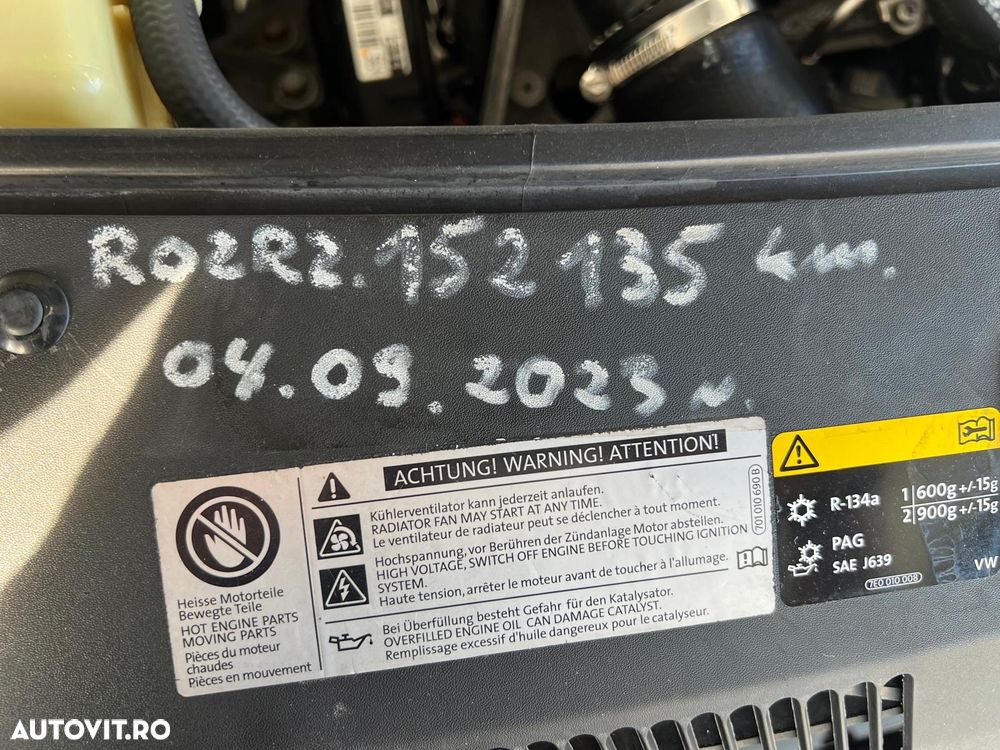 RO2R2. 152 135 km.
04.09.2023 г.
ACHTUNG! WARNING! ATTENTION!
Kühlerventilator kann jederzeit anlaufen.
RADIATOR FAN MAY START AT ANY TIME
Le ventilateur de radiateur peut se déclencher à tout moment.
Hochspannung, vor Berühren der Zündanlage Motor abstellen.
HIGH VOLTAGE, SWITCH OFF ENGINE BEFORE TOUCHING IGNITION
SYSTEM.
Haute tension, arrêter le moteur avant de toucher à l'allumage.
Bei Überfüllung besteht Gefahr für den Katalysator.
OVERFILLED ENGINE OIL CAN DAMAGE CATALYST.
Remplissage excessif d'huile dangereux pour le catalyseur.
701 010 690 B
Heisse Motorteile
Bewegte Teile
HOT ENGINE PARTS
MOVING PARTS
Pièces du moteur
chaudes
Pièces en mouvement
R-134a
1 600g +/-15g
2 900g +/-15g
PAG
SAE J639
VW
7E0 010 008
AUTOVIT.RO